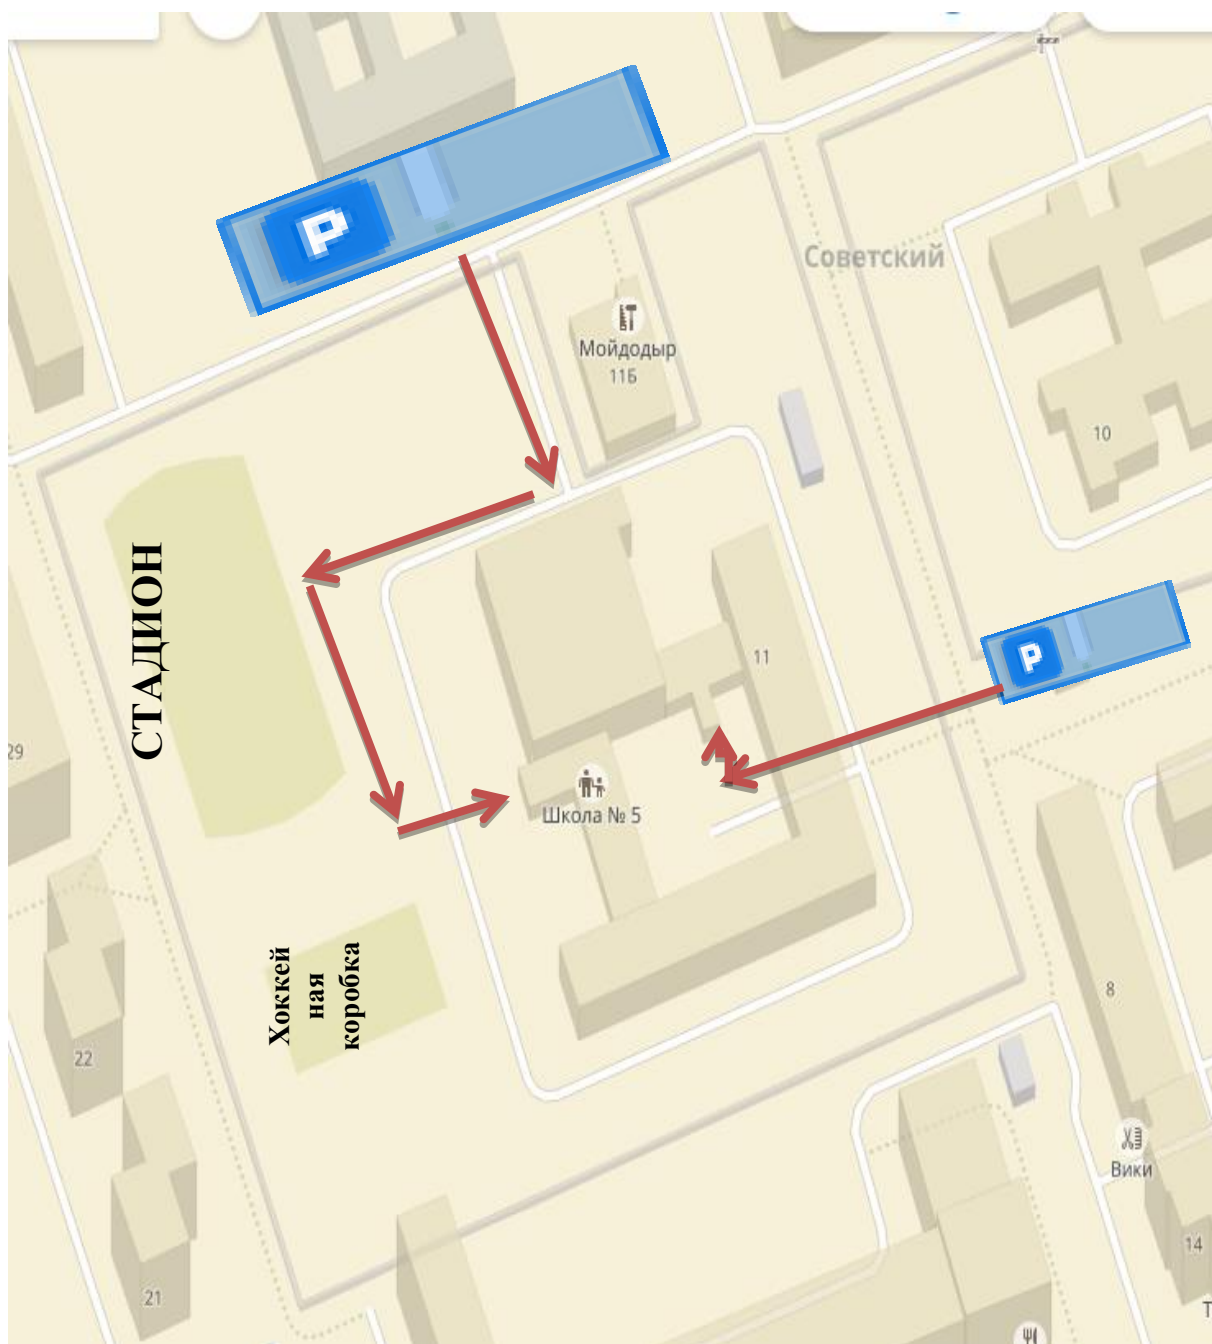 P
Советский
Мойдодыр
11Б
10
СТАДИОН
P
11
29
Школа № 5
Хоккей
ная
коробка
8
22
Вики
14
21
Т